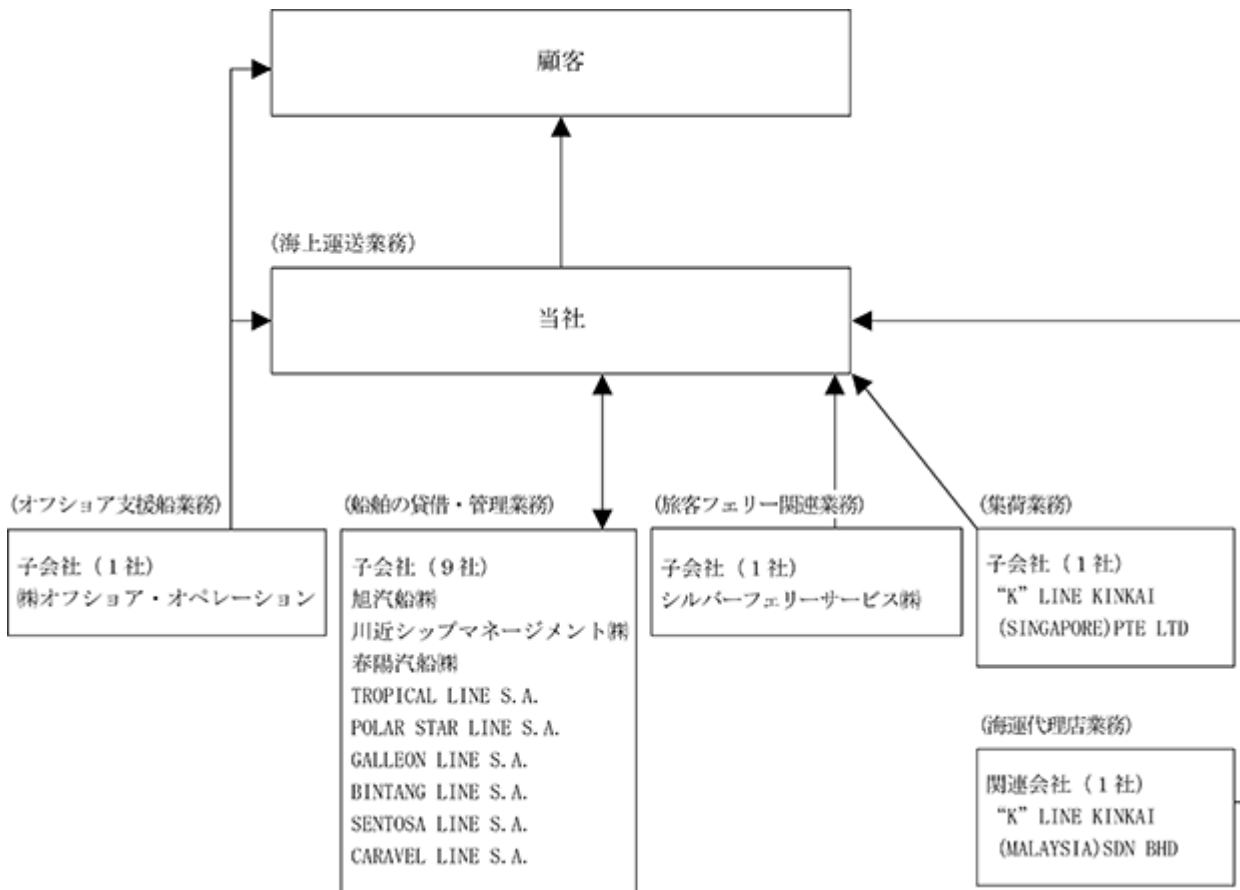 顧客
(海上運送業務)
当社
(オフショア支援船業務)
子会社（１社）
㈱オフショア・オペレーション
(船舶の貸借・管理業務)
子会社（９社）
旭汽船㈱
川近シップマネージメント㈱
春陽汽船㈱
TROPICAL LINE S.A.
POLAR STAR LINE S.A.
GALLEON LINE S.A.
BINTANG LINE S.A.
SENTOSA LINE S.A.
CARAVEL LINE S.A.
(旅客フェリー関連業務)
子会社（１社）
シルバーフェリーサービス㈱
(集荷業務)
子会社（１社）
“K” LINE KINKAI
(SINGAPORE)PTE LTD
(海運代理店業務)
関連会社（１社）
“K” LINE KINKAI
(MALAYSIA)SDN BHD